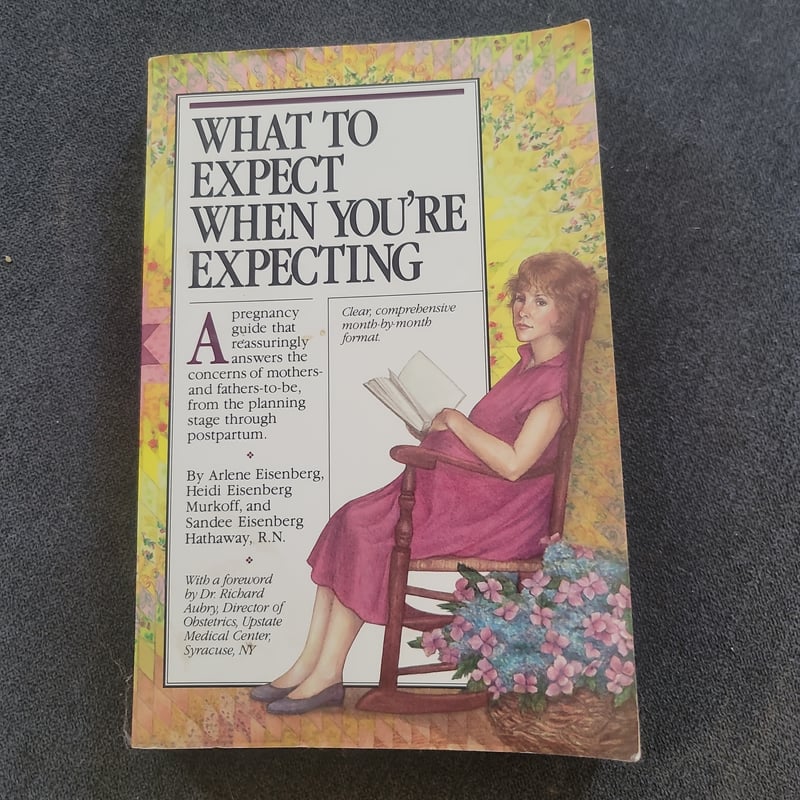 WHAT TO
EXPECT
WHEN YOU'RE
EXPECTING
A pregnancy
guide that
reassuringly
answers the
concerns of mothers-
and fathers-to-be,
from the planning
stage through
postpartum.
Clear, comprehensive
month-by-month
format.
By Arlene Eisenberg,
Heidi Eisenberg
Murkoff, and
Sandee Eisenberg
Hathaway, R.N.
With a foreword
by Dr. Richard
Aubry, Director of
Obstetrics, Upstate
Medical Center,
Syracuse, NY